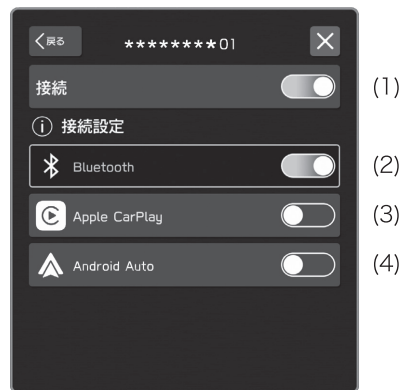 戻る
********01
接続 (1)
接続設定
Bluetooth (2)
Apple CarPlay (3)
Android Auto (4)